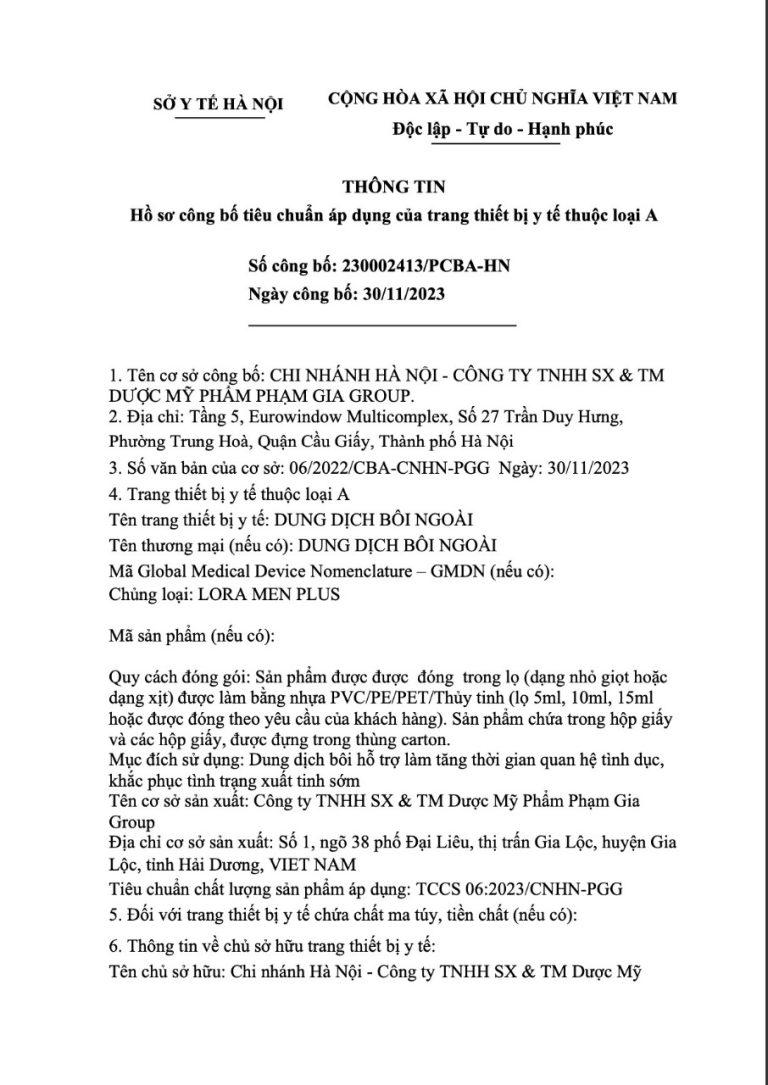 SỞ Y TẾ HÀ NỘI
CỘNG HÒA XÃ HỘI CHỦ NGHĨA VIỆT NAM
Độc lập - Tự do - Hạnh phúc
THÔNG TIN
Hồ sơ công bố tiêu chuẩn áp dụng của trang thiết bị y tế thuộc loại A
Số công bố: 230002413/PCBA-HN
Ngày công bố: 30/11/2023
1. Tên cơ sở công bố: CHI NHÁNH HÀ NỘI - CÔNG TY TNHH SX & TM
DƯỢC MỸ PHẨM PHẠM GIA GROUP.
2. Địa chỉ: Tầng 5, Eurowindow Multicomplex, Số 27 Trần Duy Hưng,
Phường Trung Hoà, Quận Cầu Giấy, Thành phố Hà Nội
3. Số văn bản của cơ sở: 06/2022/CBA-CNHN-PGG Ngày: 30/11/2023
4. Trang thiết bị y tế thuộc loại A
Tên trang thiết bị y tế: DUNG DỊCH BÔI NGOÀI
Tên thương mại (nếu có): DUNG DỊCH BÔI NGOÀI
Mã Global Medical Device Nomenclature – GMDN (nếu có):
Chủng loại: LORA MEN PLUS
Mã sản phẩm (nếu có):
Quy cách đóng gói: Sản phẩm được được đóng trong lọ (dạng nhỏ giọt hoặc
dạng xịt) được làm bằng nhựa PVC/PE/PET/Thủy tinh (lọ 5ml, 10ml, 15ml
hoặc được đóng theo yêu cầu của khách hàng). Sản phẩm chứa trong hộp giấy
và các hộp giấy, được đựng trong thùng carton.
Mục đích sử dụng: Dung dịch bôi hỗ trợ làm tăng thời gian quan hệ tình dục,
khắc phục tình trạng xuất tinh sớm
Tên cơ sở sản xuất: Công ty TNHH SX & TM Dược Mỹ Phẩm Phạm Gia
Group
Địa chỉ cơ sở sản xuất: Số 1, ngõ 38 phố Đại Liêu, thị trấn Gia Lộc, huyện Gia
Lộc, tỉnh Hải Dương, VIET NAM
Tiêu chuẩn chất lượng sản phẩm áp dụng: TCCS 06:2023/CNHN-PGG
5. Đối với trang thiết bị y tế chứa chất ma túy, tiền chất (nếu có):
6. Thông tin về chủ sở hữu trang thiết bị y tế:
Tên chủ sở hữu: Chi nhánh Hà Nội - Công ty TNHH SX & TM Dược Mỹ